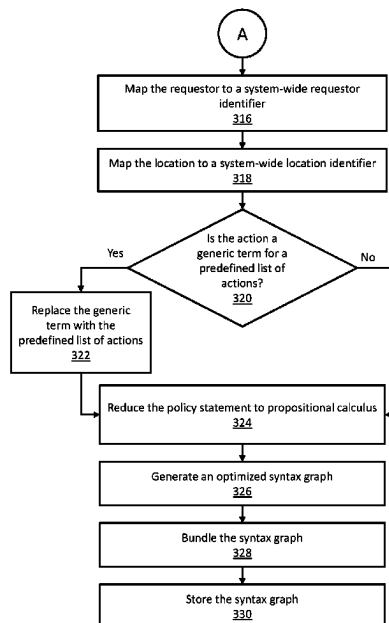 A
Map the requestor to a system-wide requestor
identifier
316
Map the location to a system-wide location identifier
318
Is the action a
generic term for a
predefined list of
actions?
320
Yes
No
Replace the generic
term with the
predefined list of actions
322
Reduce the policy statement to propositional calculus
324
Generate an optimized syntax graph
326
Bundle the syntax graph
328
Store the syntax graph
330